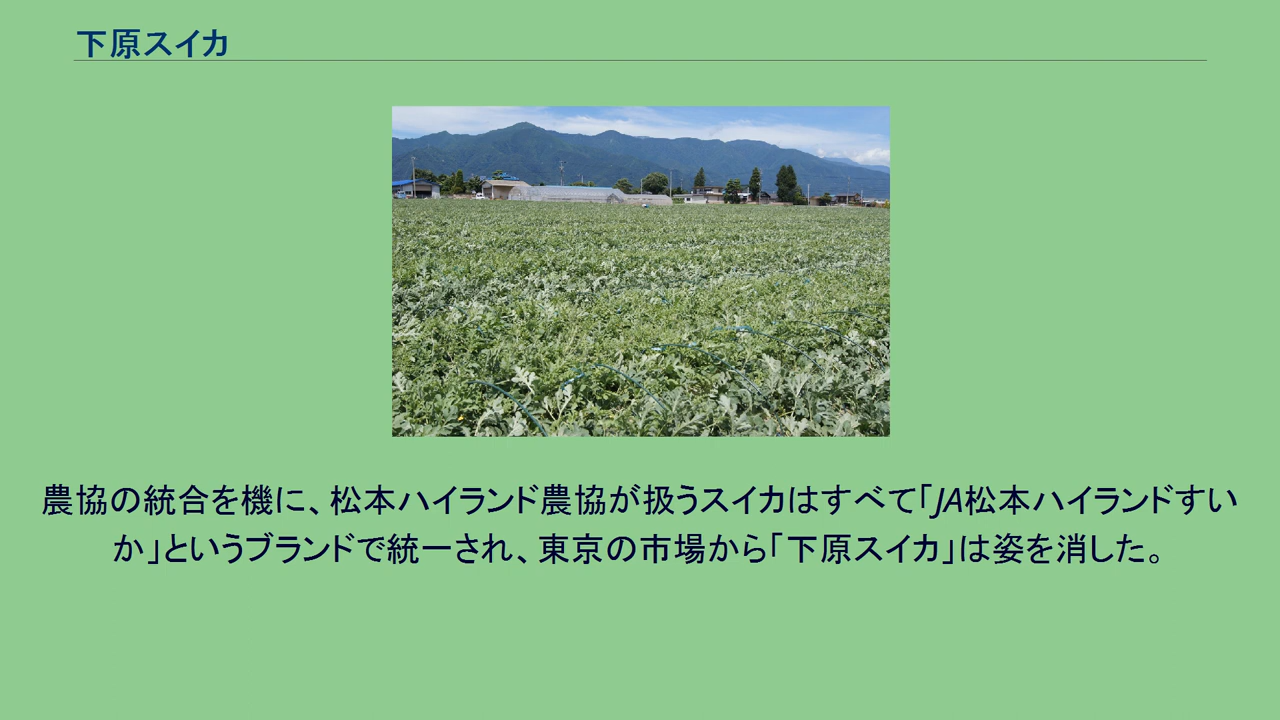 下原スイカ
農協の統合を機に、松本ハイランド農協が扱うスイカはすべて「JA松本ハイランドすい
か」というブランドで統一され、東京の市場から「下原スイカ」は姿を消した。